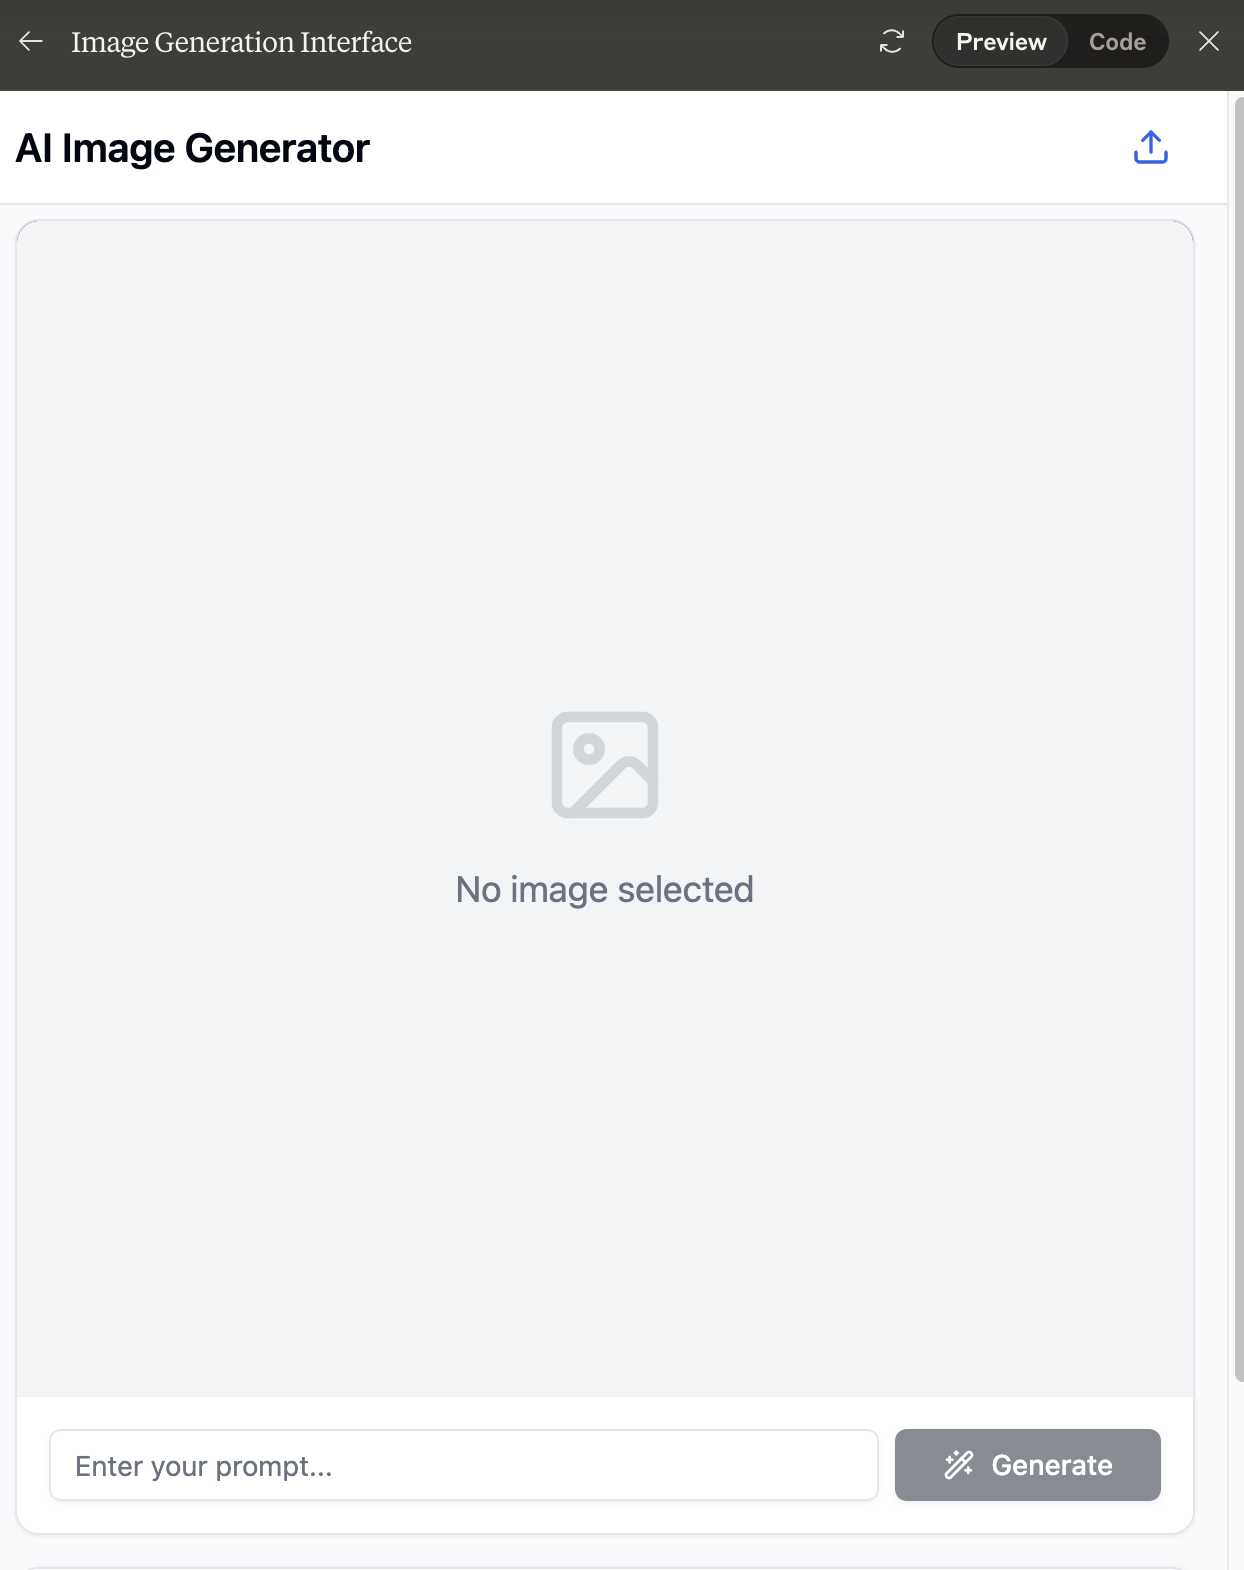 Image Generation Interface
Preview
Code
AI Image Generator
No image selected
Enter your prompt...
Generate